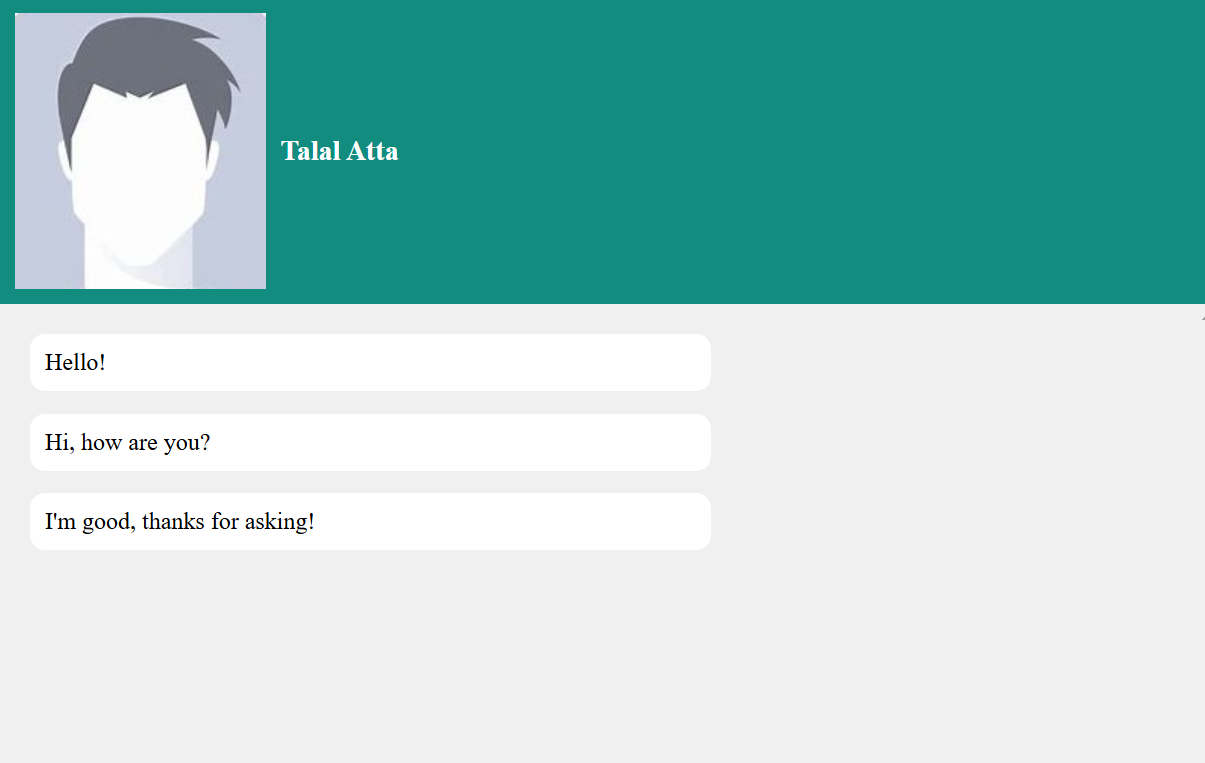 Talal Atta
Hello!
Hi, how are you?
I'm good, thanks for asking!